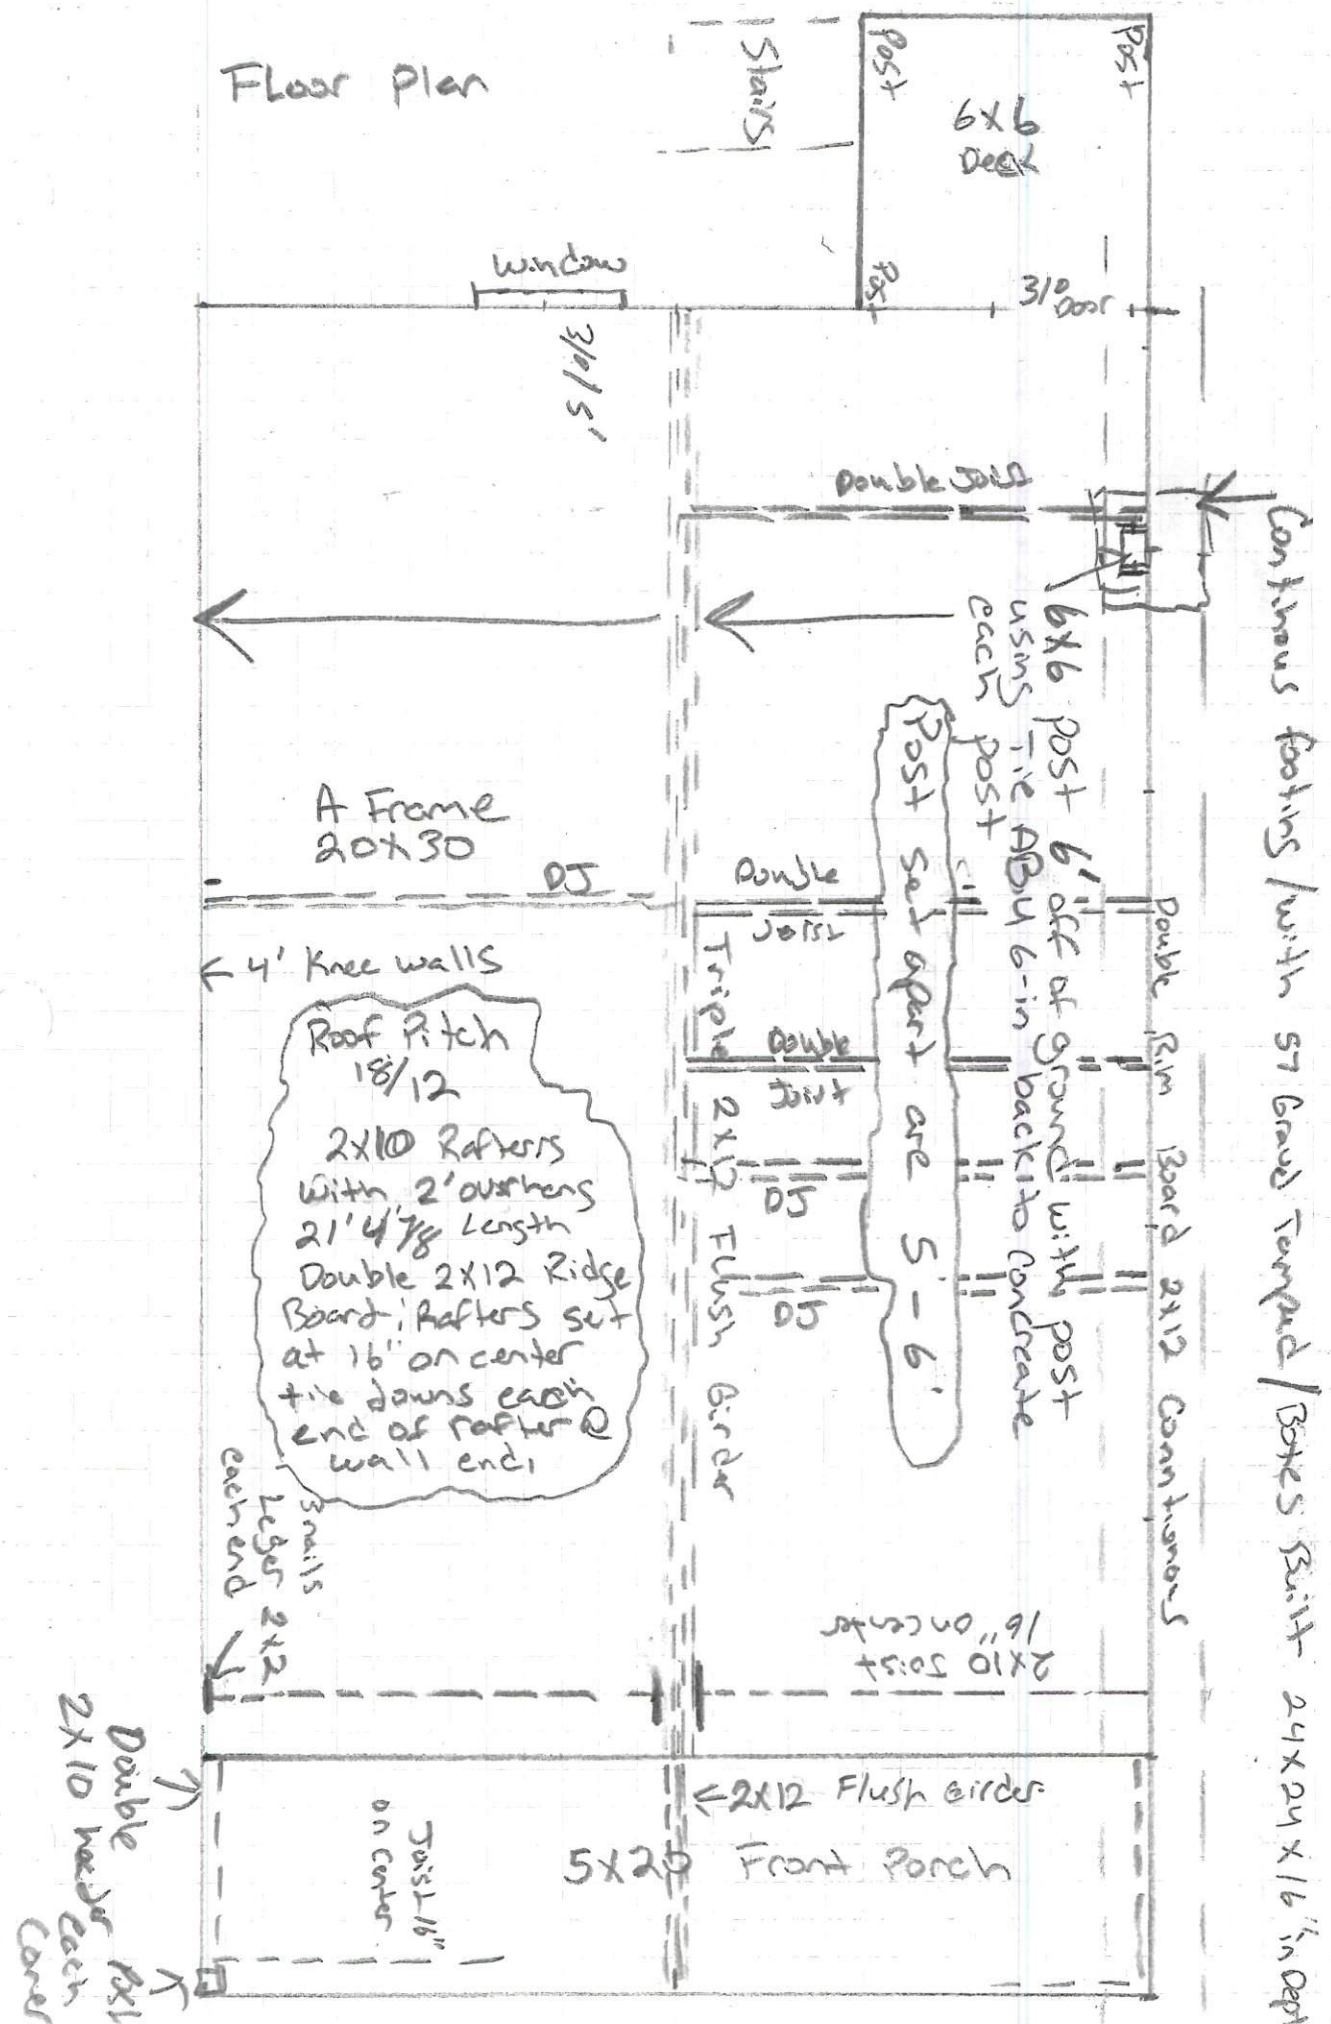 Floor Plan
Stairs
Post
Post
6x6
Deck
Post
3/0
Door
Window
3/0/5'
Double Joist
Continous footing/with 57 Gravel Tamped/Boxes Built 24x24x16" in Dept
6x6 post 6' off of ground with post
using Tie ABU 6-in back into Concreate
each post
Post set apart are 5'-6'
A Frame
20x30
DJ
Double
Joist
Double Rim Board 2x12 Conntionous
← 4' Knee walls
Triple 2x12 Flush Girder
Double
Joist
DJ
DJ
Roof Pitch
18/12
2x10 Rafters
with 2' overhang
21' 4" 7/8 Length
Double 2x12 Ridge
Board; Rafters set
at 16" on center
tie downs each
end of rafter @
wall end,
3 nails
Leger 2x2
each end
2x10 Joist
16" on center
Double
2x10 header
each
Corner
← 2x12 Flush Girder
5x20 Front Porch
Joist 16"
on center